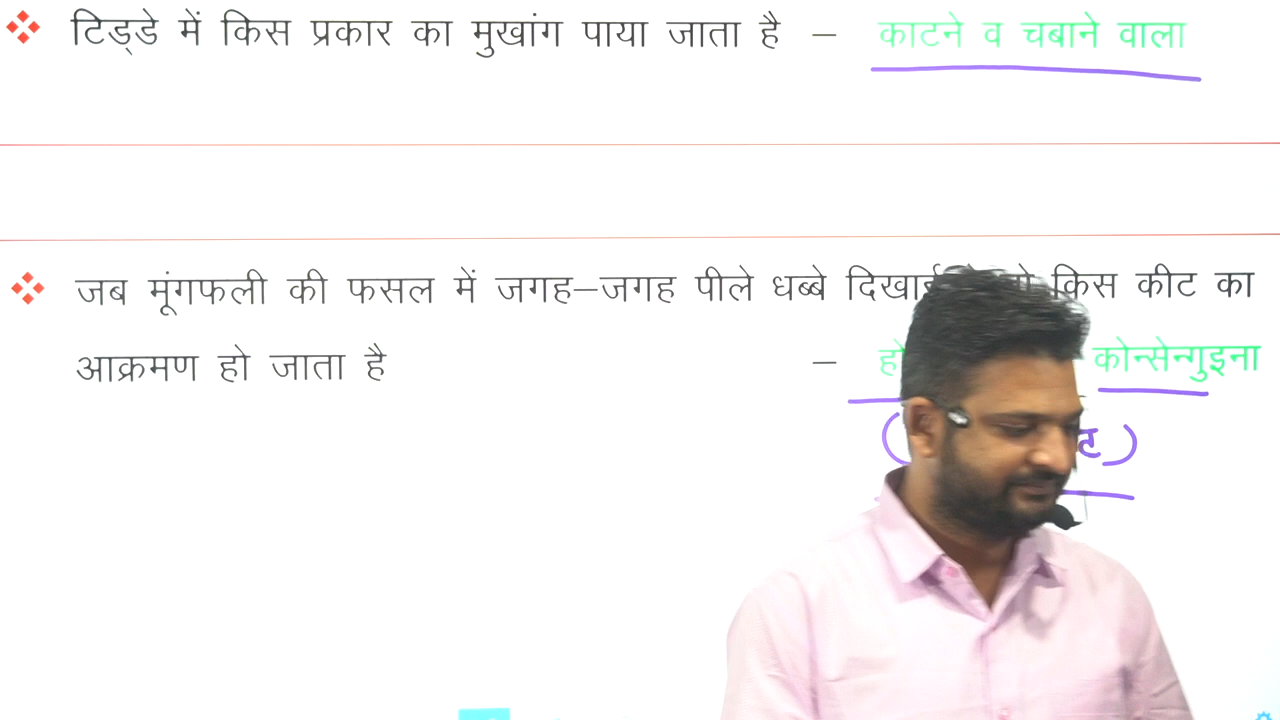 टिड्डे में किस प्रकार का मुखांग पाया जाता है – काटने व चबाने वाला
जब मूंगफली की फसल में जगह–जगह पीले धब्बे दिखाई किस कीट का
आक्रमण हो जाता है – कोन्सेन्गुइना